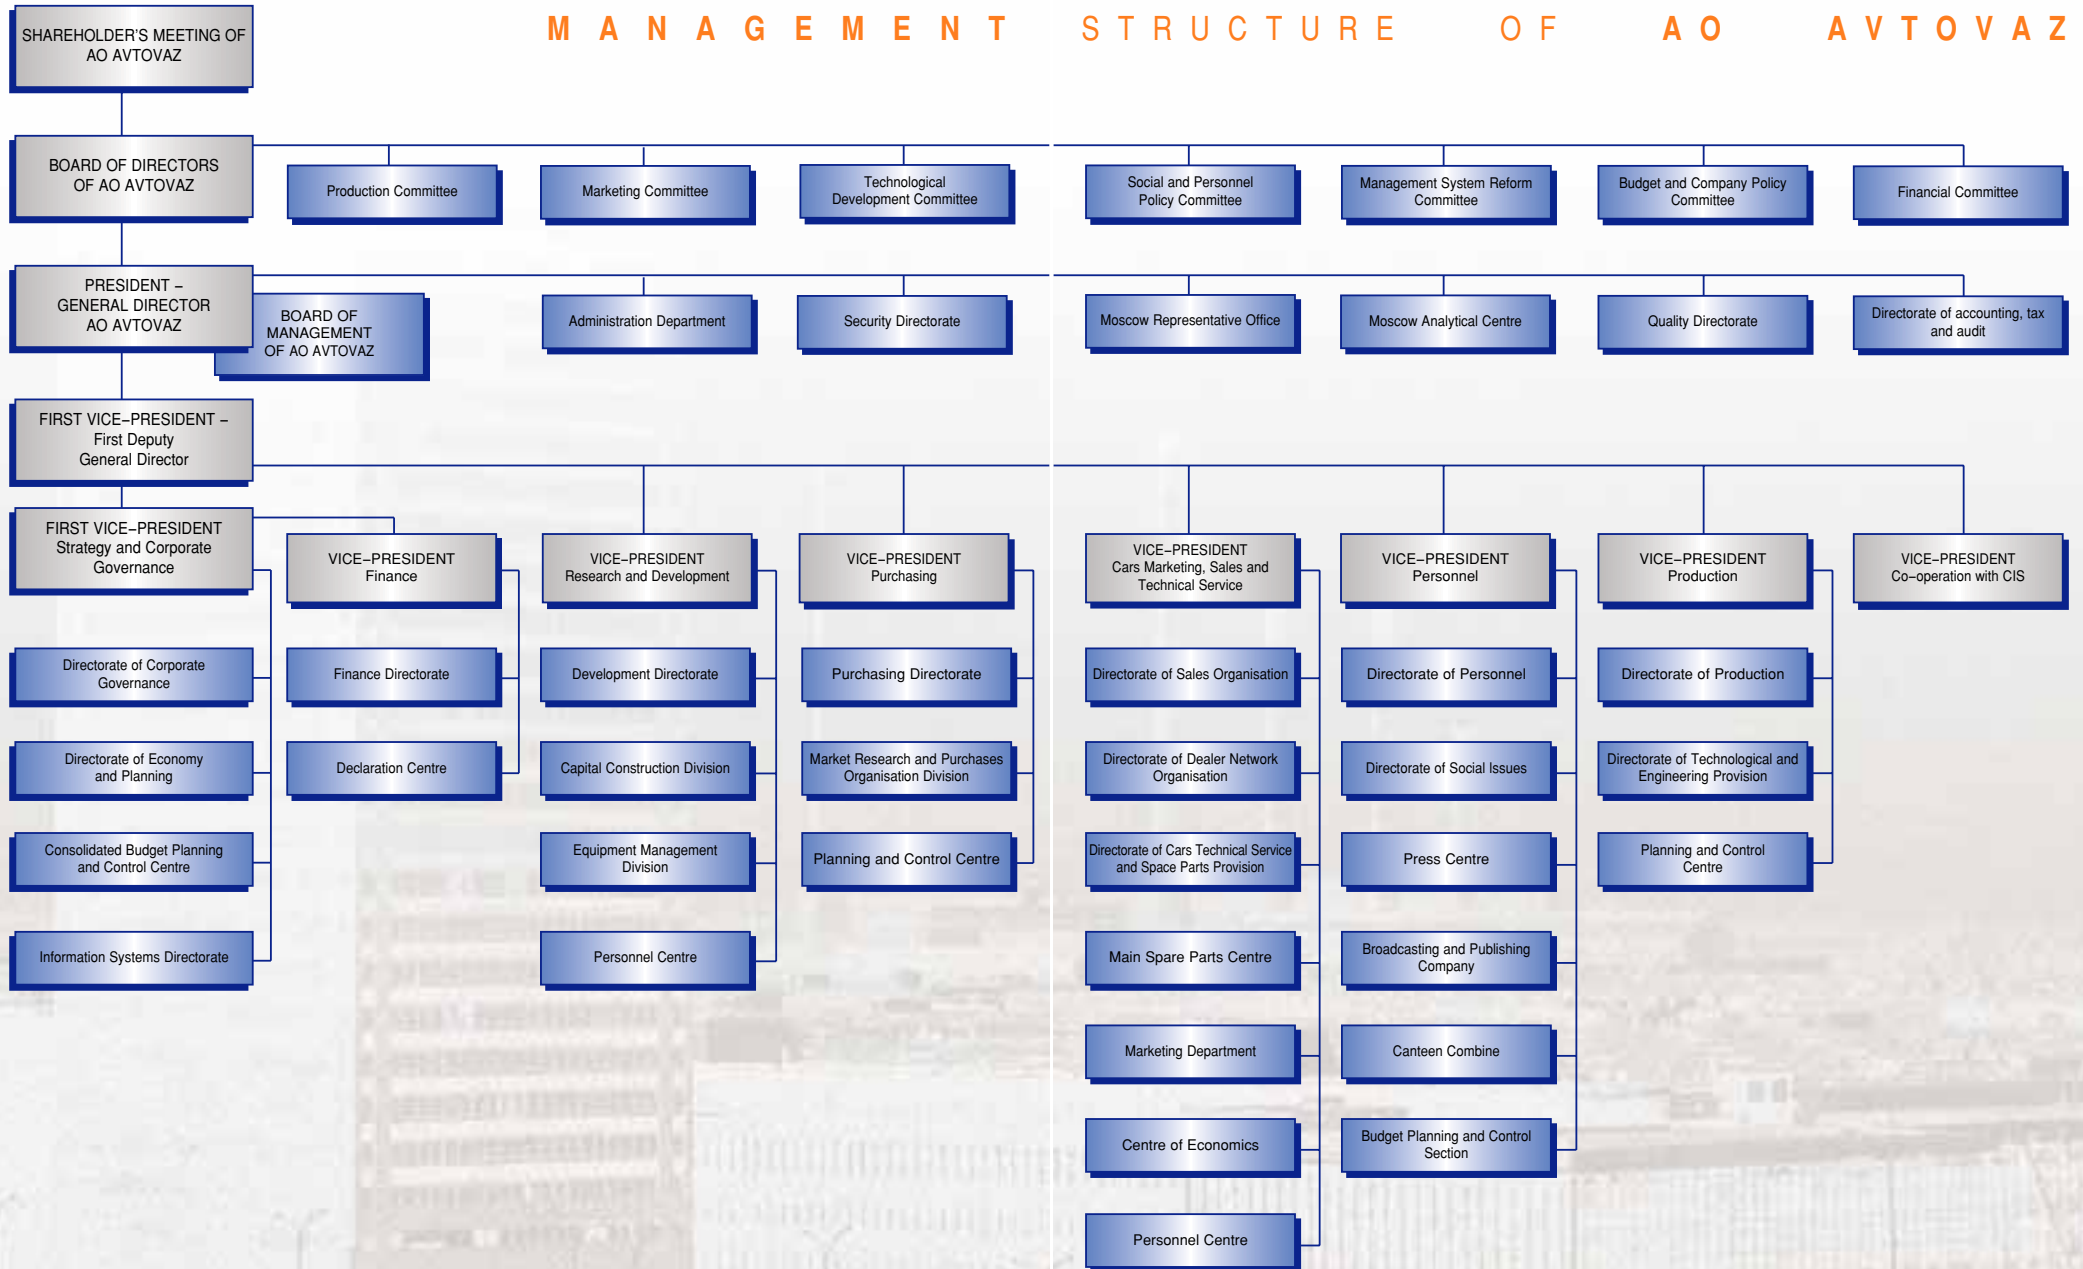 MANAGEMENT STRUCTURE OF AO AVTOVAZ
SHAREHOLDER'S MEETING OF
AO AVTOVAZ
BOARD OF DIRECTORS
OF AO AVTOVAZ
Production Committee
Marketing Committee
Technological
Development Committee
Social and Personnel
Policy Committee
Management System Reform
Committee
Budget and Company Policy
Committee
Financial Committee
PRESIDENT –
GENERAL DIRECTOR
AO AVTOVAZ
BOARD OF
MANAGEMENT
OF AO AVTOVAZ
Administration Department
Security Directorate
Moscow Representative Office
Moscow Analytical Centre
Quality Directorate
Directorate of accounting, tax
and audit
FIRST VICE–PRESIDENT –
First Deputy
General Director
FIRST VICE–PRESIDENT
Strategy and Corporate
Governance
VICE–PRESIDENT
Finance
VICE–PRESIDENT
Research and Development
VICE–PRESIDENT
Purchasing
VICE–PRESIDENT
Cars Marketing, Sales and
Technical Service
VICE–PRESIDENT
Personnel
VICE–PRESIDENT
Production
VICE–PRESIDENT
Co–operation with CIS
Directorate of Corporate
Governance
Finance Directorate
Development Directorate
Purchasing Directorate
Directorate of Sales Organisation
Directorate of Personnel
Directorate of Production
Directorate of Economy
and Planning
Declaration Centre
Capital Construction Division
Market Research and Purchases
Organisation Division
Directorate of Dealer Network
Organisation
Directorate of Social Issues
Directorate of Technological and
Engineering Provision
Consolidated Budget Planning
and Control Centre
Equipment Management
Division
Planning and Control Centre
Directorate of Cars Technical Service
and Space Parts Provision
Press Centre
Planning and Control
Centre
Information Systems Directorate
Personnel Centre
Main Spare Parts Centre
Broadcasting and Publishing
Company
Marketing Department
Canteen Combine
Centre of Economics
Budget Planning and Control
Section
Personnel Centre